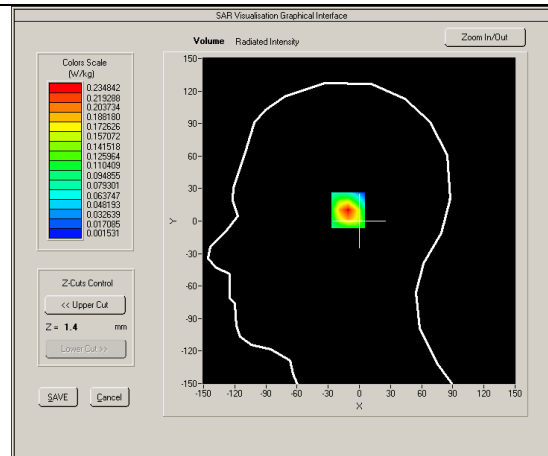 SAR Visualisation Graphical Interface
Volume Radiated Intensity
Zoom In/Out
Colors Scale
(W/kg)
0.234842
0.219288
0.203734
0.188180
0.172626
0.157072
0.141518
0.125964
0.110409
0.094855
0.079301
0.063747
0.048193
0.032639
0.017085
0.001531
Z-Cuts Control
<< Upper Cut
Z = 1.4 mm
Lower Cut >>
SAVE Cancel
150
120
90
60
30
0
-30
-60
-90
-120
-150
Y
-150 -120 -90 -60 -30 0 30 60 90 120 150
X